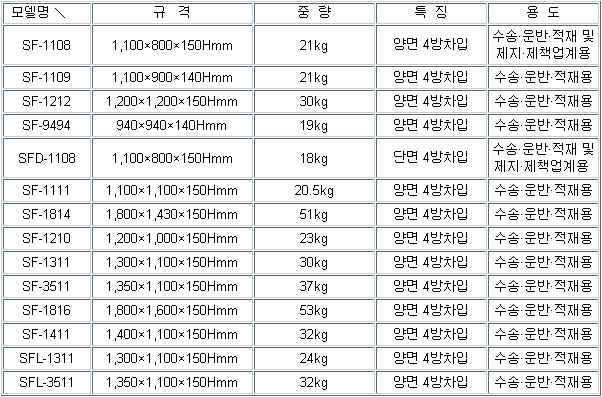 모델명 \ 규 격 중 량 특 징 용 도
SF-1108 1,100×800×150Hmm 21kg 양면 4방차입 수송·운반·적재 및
제지·제책업계용
SF-1109 1,100×900×140Hmm 21kg 양면 4방차입 수송·운반·적재용
SF-1212 1,200×1,200×150Hmm 30kg 양면 4방차입 수송·운반·적재용
SF-9494 940×940×140Hmm 19kg 양면 4방차입 수송·운반·적재용
SFD-1108 1,100×800×150Hmm 18kg 단면 4방차입 수송·운반·적재 및
제지·제책업계용
SF-1111 1,100×1,100×150Hmm 20.5kg 양면 4방차입 수송·운반·적재용
SF-1814 1,800×1,430×150Hmm 51kg 양면 4방차입 수송·운반·적재용
SF-1210 1,200×1,000×150Hmm 23kg 양면 4방차입 수송·운반·적재용
SF-1311 1,300×1,100×150Hmm 30kg 양면 4방차입 수송·운반·적재용
SF-3511 1,350×1,100×150Hmm 37kg 양면 4방차입 수송·운반·적재용
SF-1816 1,800×1,600×150Hmm 53kg 양면 4방차입 수송·운반·적재용
SF-1411 1,400×1,100×150Hmm 32kg 양면 4방차입 수송·운반·적재용
SFL-1311 1,300×1,100×150Hmm 24kg 양면 4방차입 수송·운반·적재용
SFL-3511 1,350×1,100×150Hmm 32kg 양면 4방차입 수송·운반·적재용